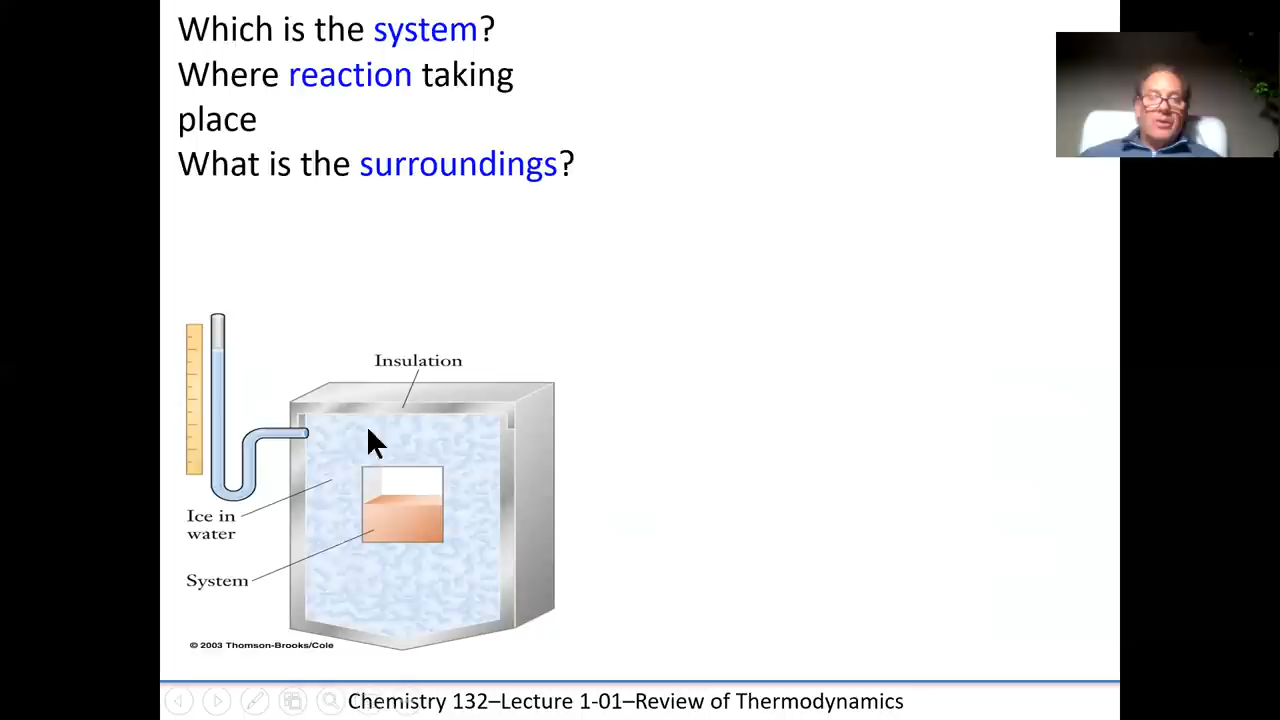 Which is the system?
Where reaction taking
place
What is the surroundings?
Insulation
Ice in
water
System
© 2003 Thomson-Brooks/Cole
Chemistry 132–Lecture 1-01–Review of Thermodynamics